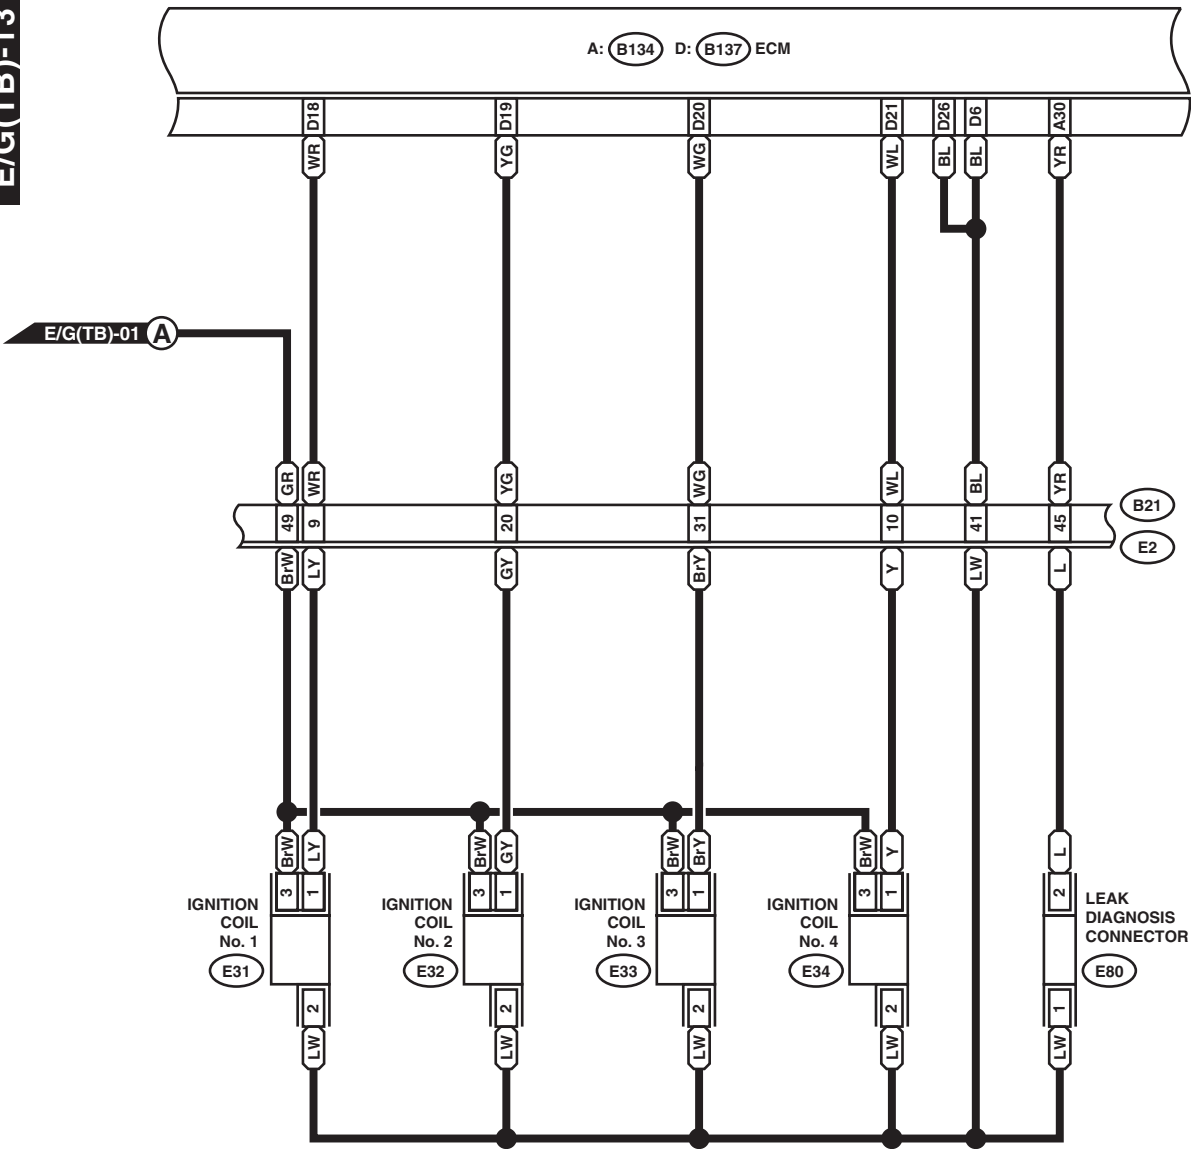 E/G(TB)-13
A: B134 D: B137 ECM
D18 D19 D20 D21 D26 D6 A30
WR YG WG WL BL BL YR
E/G(TB)-01 A
GR WR YG WG WL BL YR
49 9 20 31 10 41 45 B21
E2
BrW LY GY BrY Y LW L
BrW LY BrW GY BrW BrY BrW Y L
3 1 3 1 3 1 3 1 2
IGNITION
COIL
No. 1
E31
IGNITION
COIL
No. 2
E32
IGNITION
COIL
No. 3
E33
IGNITION
COIL
No. 4
E34
LEAK
DIAGNOSIS
CONNECTOR
E80
2 2 2 2 1
LW LW LW LW LW